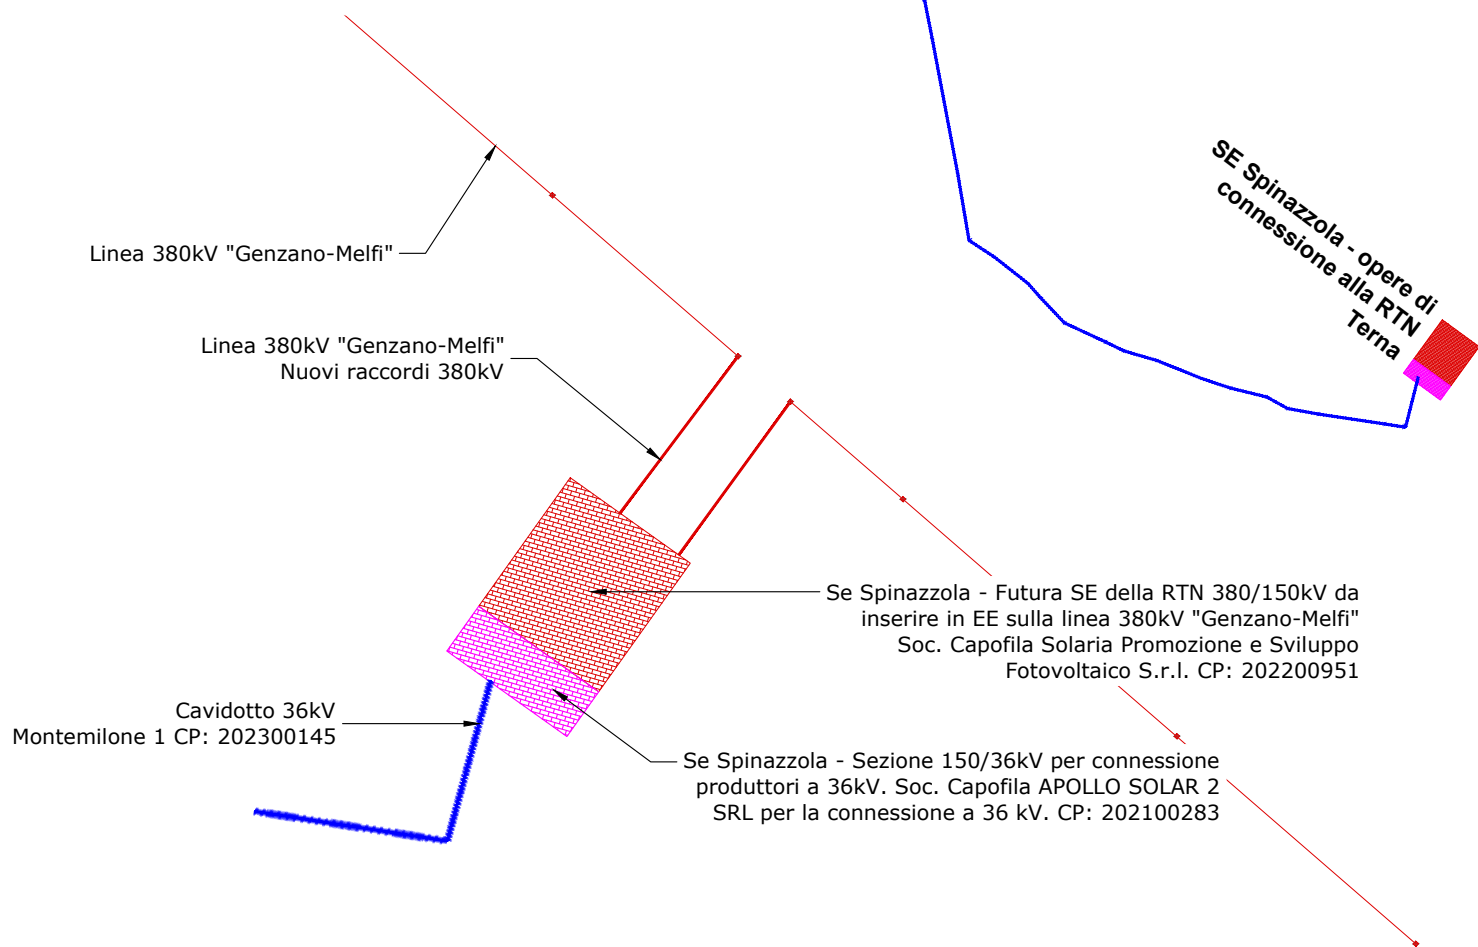 SE Spinazzola - opere di
connessione alla RTN
Terna
Linea 380kV "Genzano-Melfi"
Linea 380kV "Genzano-Melfi"
Nuovi raccordi 380kV
Se Spinazzola - Futura SE della RTN 380/150kV da
inserire in EE sulla linea 380kV "Genzano-Melfi"
Soc. Capofila Solaria Promozione e Sviluppo
Fotovoltaico S.r.l. CP: 202200951
Cavidotto 36kV
Montemilone 1 CP: 202300145
Se Spinazzola - Sezione 150/36kV per connessione
produttori a 36kV. Soc. Capofila APOLLO SOLAR 2
SRL per la connessione a 36 kV. CP: 202100283